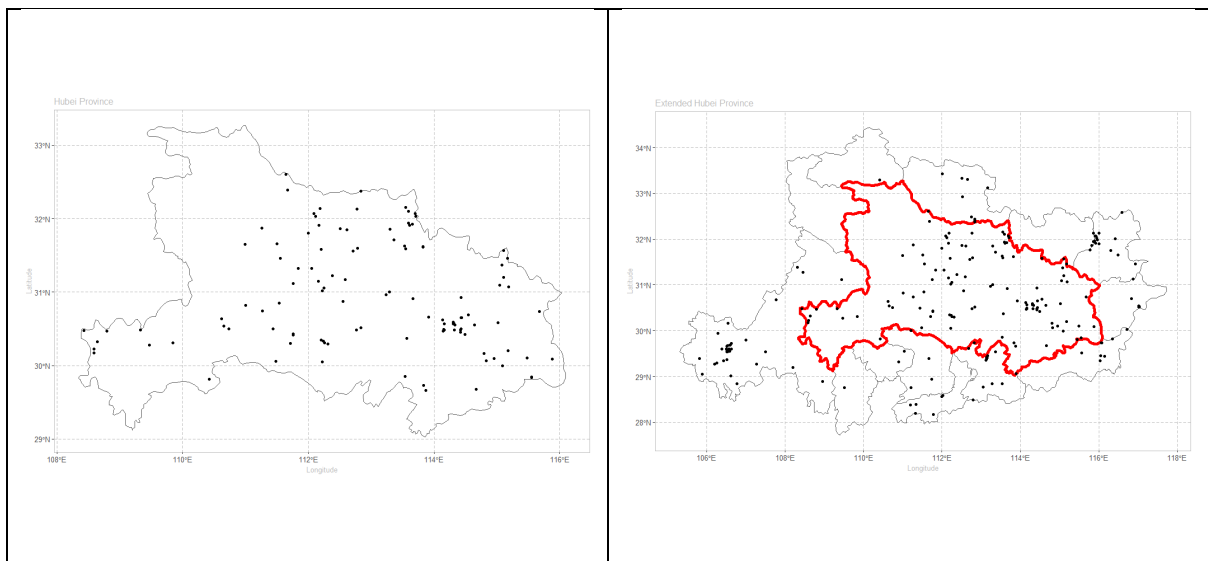 Hubei Province
33°N
32°N
31°N
30°N
29°N
Latitude
108°E 110°E 112°E 114°E 116°E
Longitude
Extended Hubei Province
34°N
33°N
32°N
31°N
30°N
29°N
28°N
Latitude
106°E 108°E 110°E 112°E 114°E 116°E 118°E
Longitude